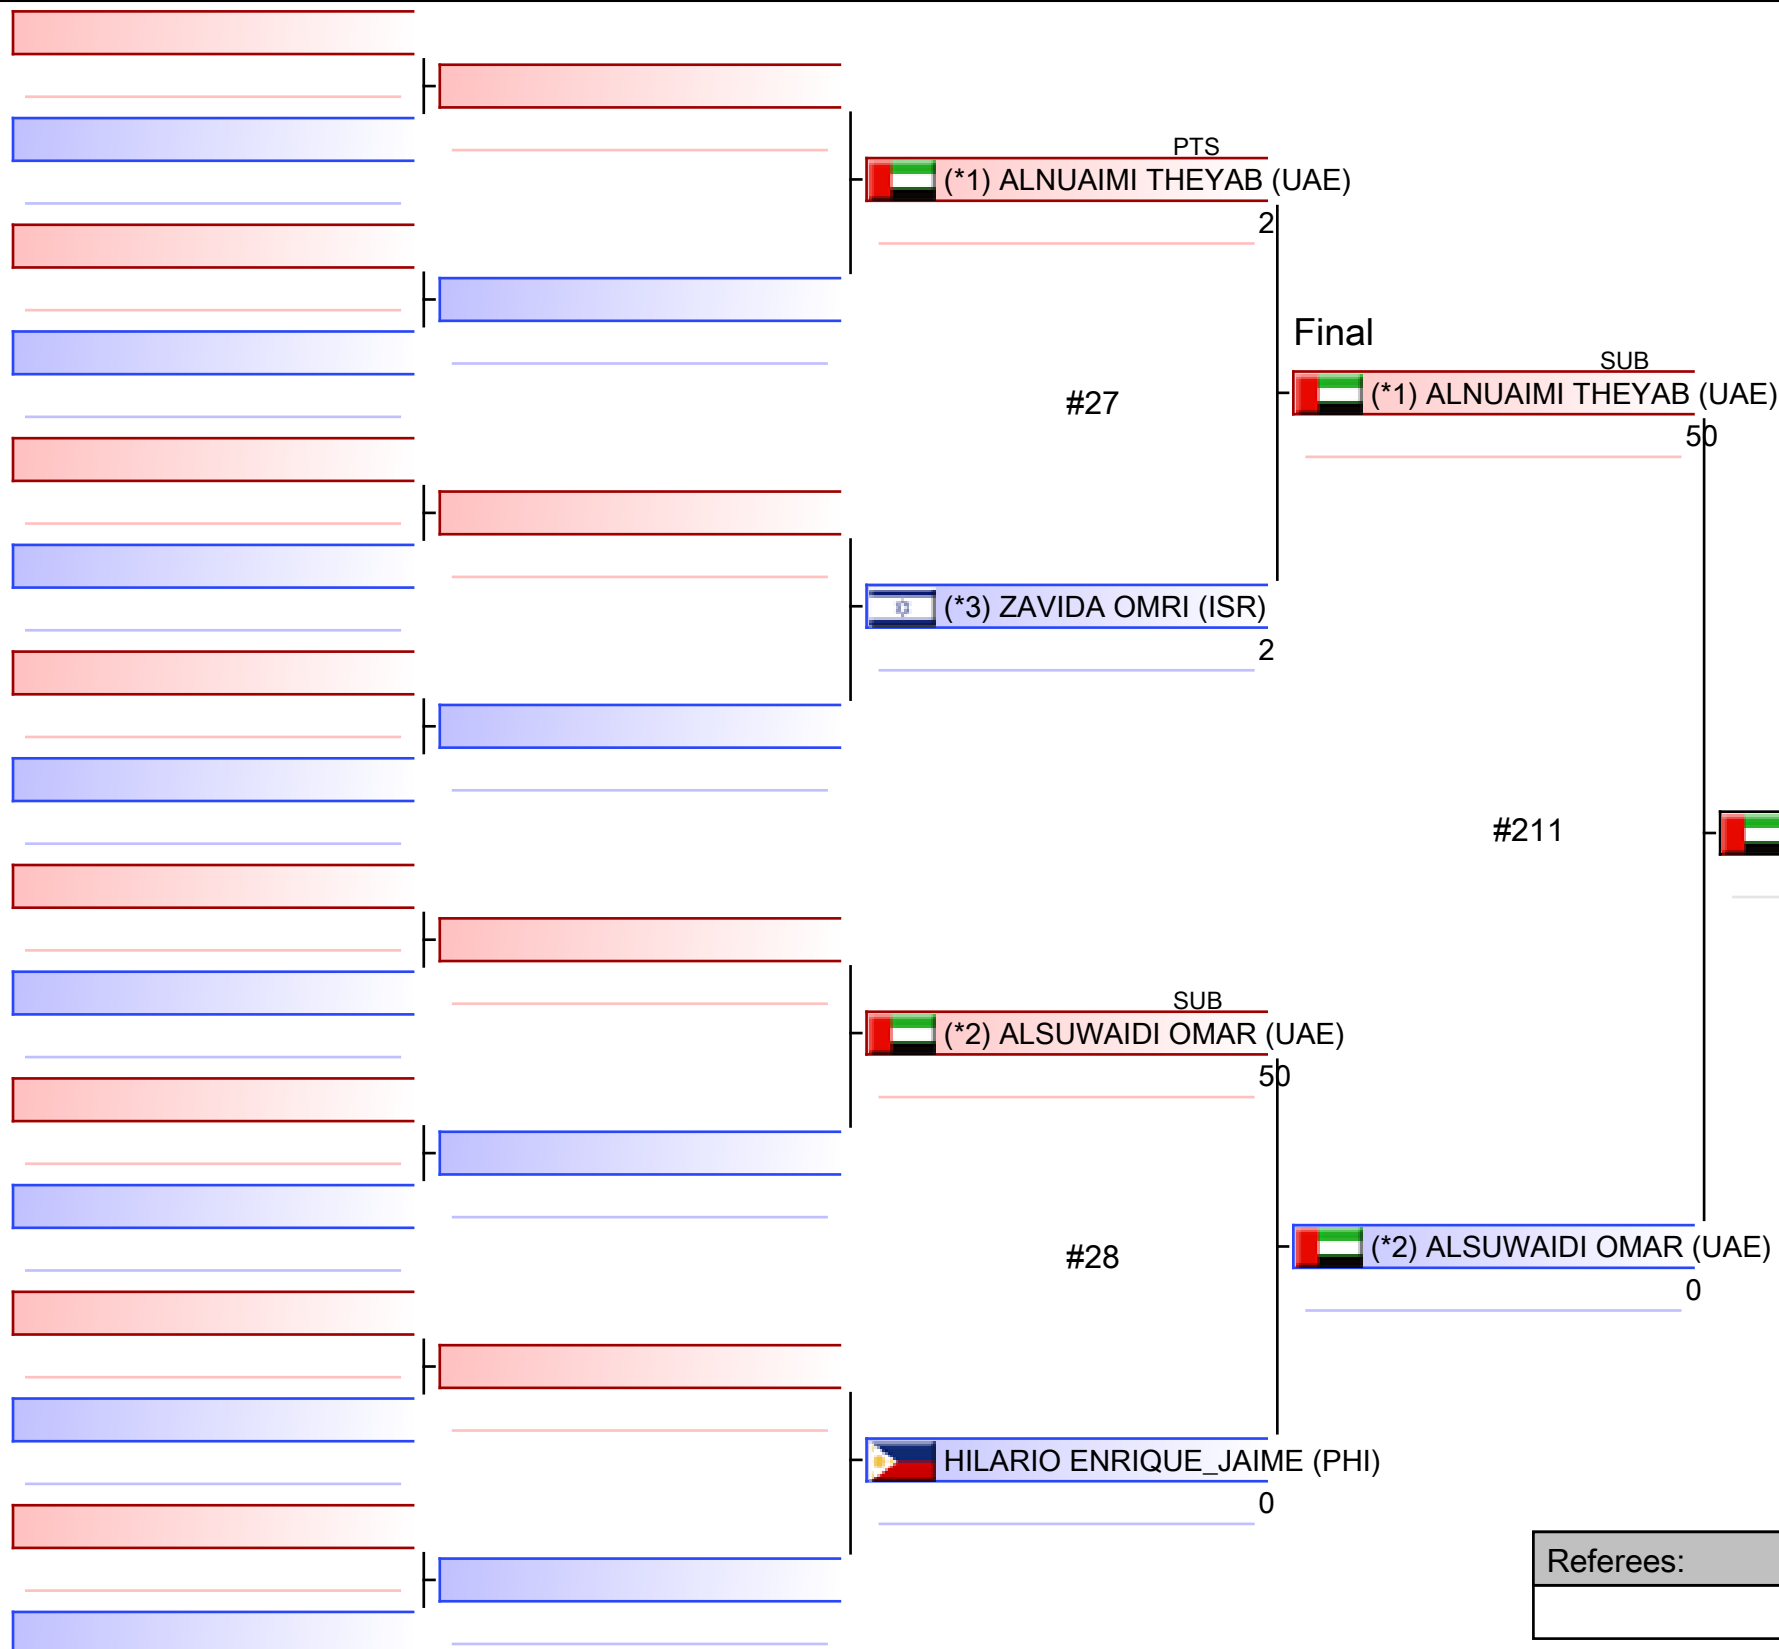 PTS
(*1) ALNUAIMI THEYAB (UAE)
2
Final
SUB
(*1) ALNUAIMI THEYAB (UAE)
50
#27
(*3) ZAVIDA OMRI (ISR)
2
#211
SUB
(*2) ALSUWAIDI OMAR (UAE)
50
#28
(*2) ALSUWAIDI OMAR (UAE)
0
HILARIO ENRIQUE_JAIME (PHI)
0
Referees: